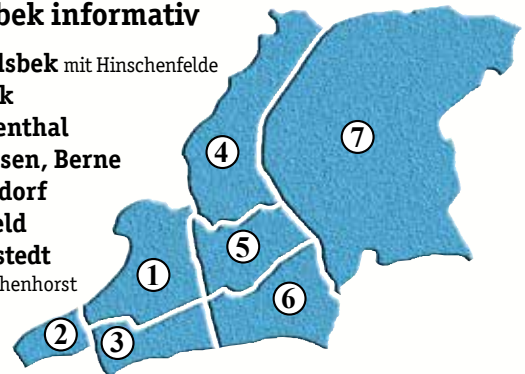 bek informativ
lsbek mit Hinschenfelde
k
enthal
sen, Berne
dorf
eld
stedt
chenhorst
4
7
5
1
6
2
3